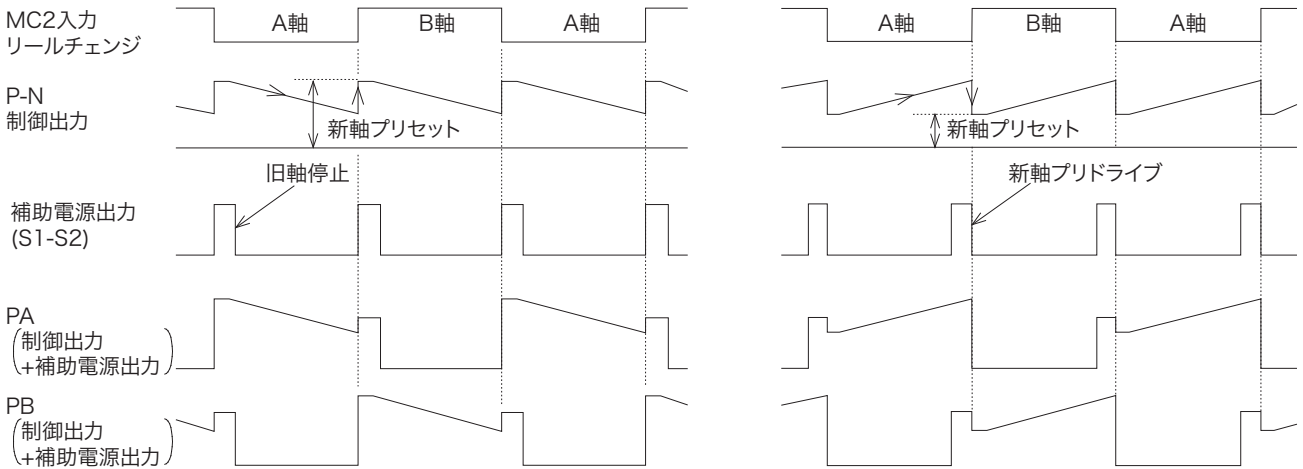 MC2入力
リールチェンジ
A軸
B軸
A軸
A軸
B軸
A軸
P-N
制御出力
新軸プリセット
新軸プリセット
旧軸停止
新軸プリドライブ
補助電源出力
(S1-S2)
PA
(制御出力
+補助電源出力)
PB
(制御出力
+補助電源出力)